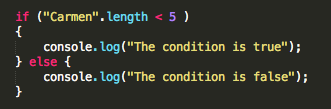 if ("Carmen".length < 5 )
{
    console.log("The condition is true");
} else {
    console.log("The condition is false");
}